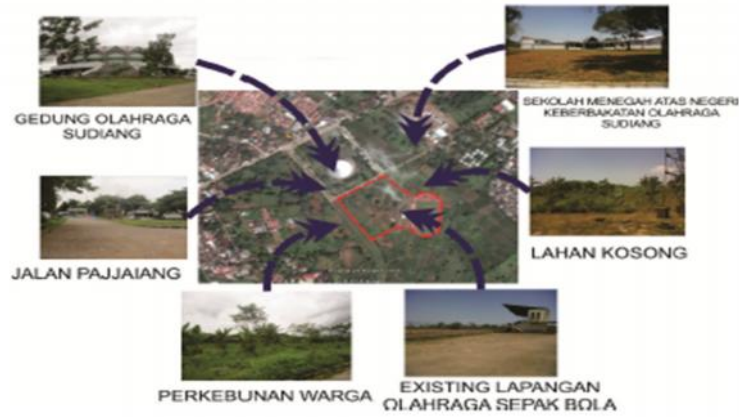 GEDUNG OLAHRAGA
SUDIANG
SEKOLAH MENEGAH ATAS NEGERI
KEBERBAKATAN OLAHRAGA
SUDIANG
JALAN PAJJAIANG
LAHAN KOSONG
PERKEBUNAN WARGA
EXISTING LAPANGAN
OLAHRAGA SEPAK BOLA